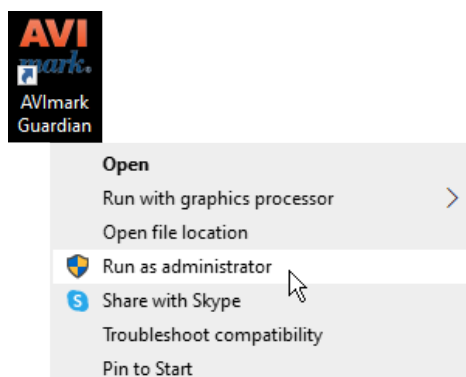 AVI
mark.
AVImark
Guardian
Open
Run with graphics processor
Open file location
Run as administrator
S Share with Skype
Troubleshoot compatibility
Pin to Start